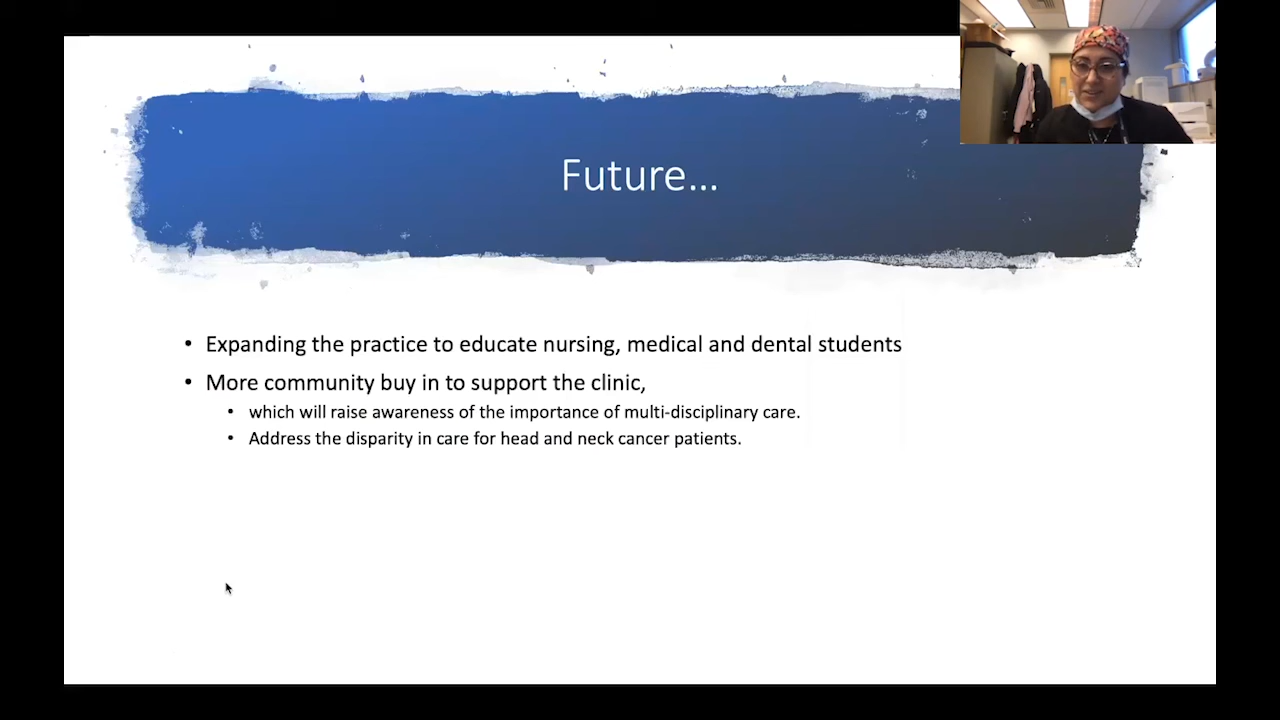 Future...
• Expanding the practice to educate nursing, medical and dental students
• More community buy in to support the clinic,
• which will raise awareness of the importance of multi-disciplinary care.
• Address the disparity in care for head and neck cancer patients.